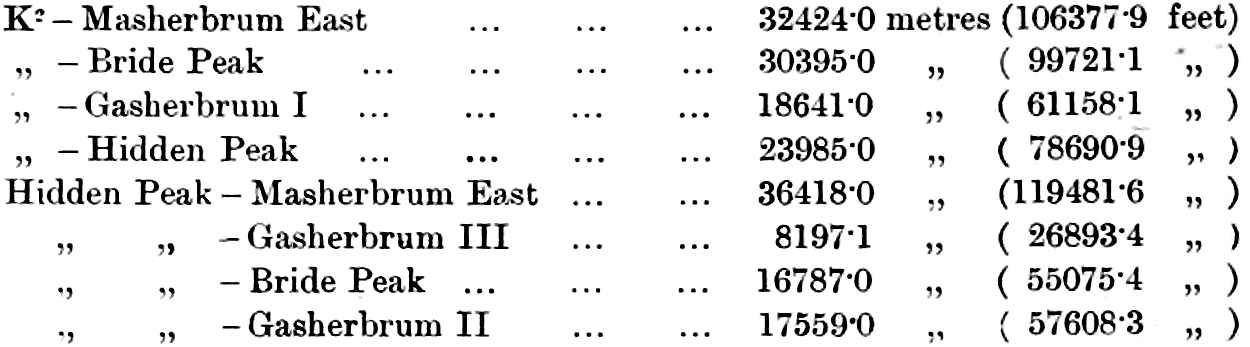 K² – Masherbrum East ... ... ... 32424·0 metres (106377·9 feet)
„ – Bride Peak ... ... ... ... 30395·0 „ ( 99721·1 „ )
„ – Gasherbrum I ... ... ... ... 18641·0 „ ( 61158·1 „ )
„ – Hidden Peak ... ... ... ... 23985·0 „ ( 78690·9 „ )
Hidden Peak – Masherbrum East ... ... 36418·0 „ (119481·6 „ )
„ „ – Gasherbrum III ... ... 8197·1 „ ( 26893·4 „ )
„ „ – Bride Peak ... ... ... 16787·0 „ ( 55075·4 „ )
„ „ – Gasherbrum II ... ... 17559·0 „ ( 57608·3 „ )